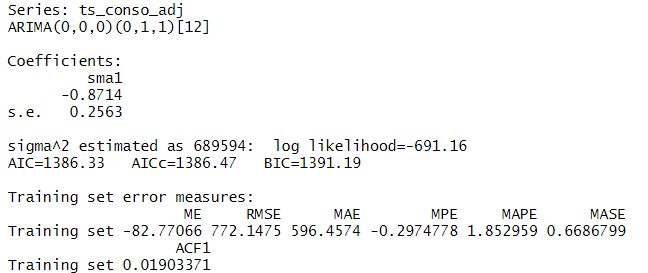 Series: ts_conso_adj
ARIMA(0,0,0)(0,1,1)[12]
Coefficients:
sma1
-0.8714
s.e. 0.2563
sigma^2 estimated as 689594: log likelihood=-691.16
AIC=1386.33 AICc=1386.47 BIC=1391.19
Training set error measures:
ME RMSE MAE MPE MAPE MASE
Training set -82.77066 772.1475 596.4574 -0.2974778 1.852959 0.6686799
ACF1
Training set 0.01903371